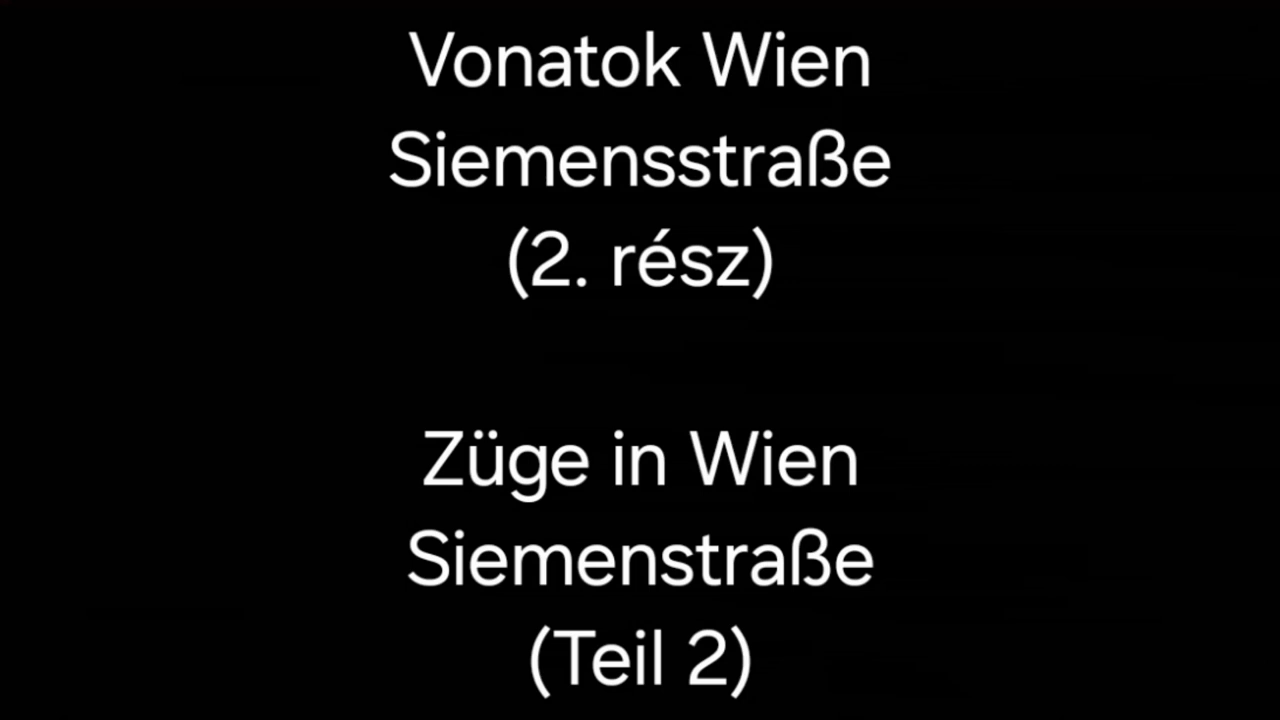 Vonatok Wien
Siemensstraße
(2. rész)
Züge in Wien
Siemenstraße
(Teil 2)